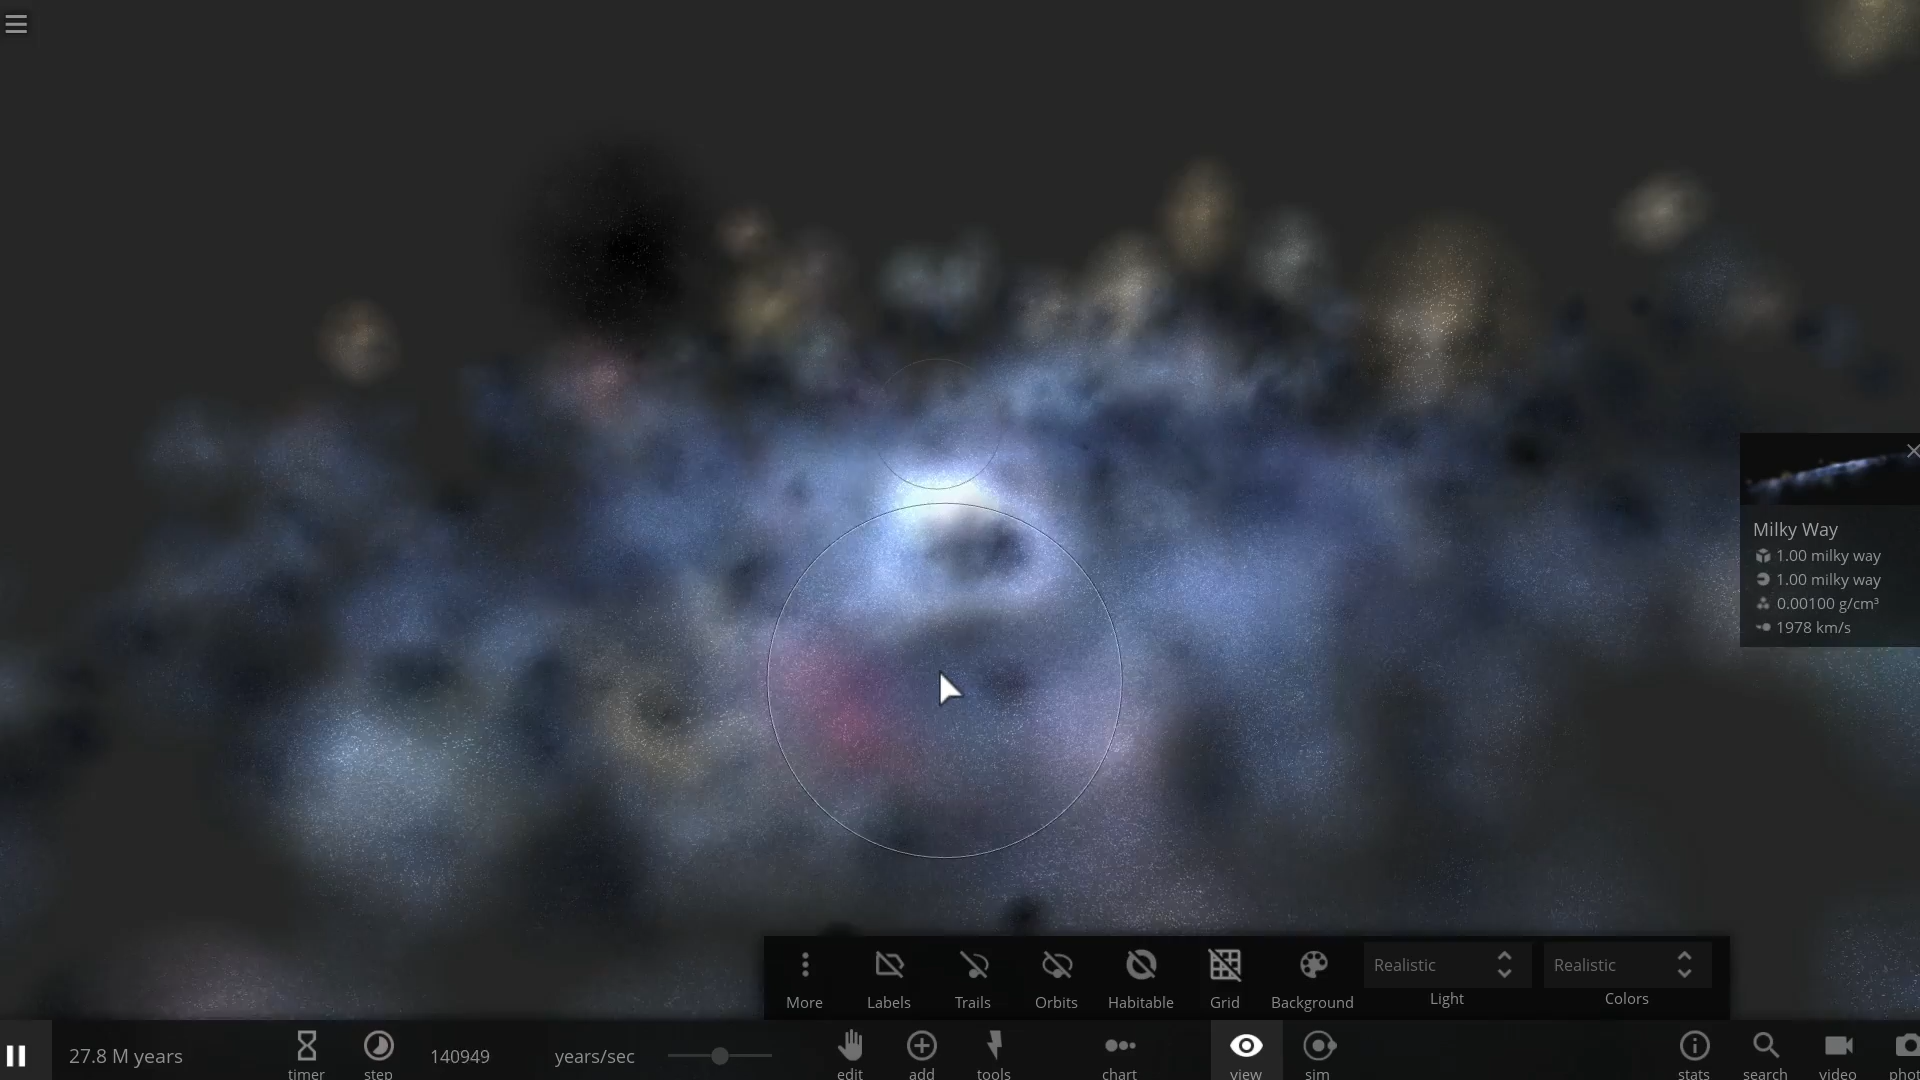 Milky Way
1.00 milky way
1.00 milky way
0.00100 g/cm³
1978 km/s
More
Labels
Trails
Orbits
Habitable
Grid
Background
Realistic
Light
Realistic
Colors
27.8 M years
timer
step
140949
years/sec
edit
add
tools
chart
view
sim
stats
search
video
phot